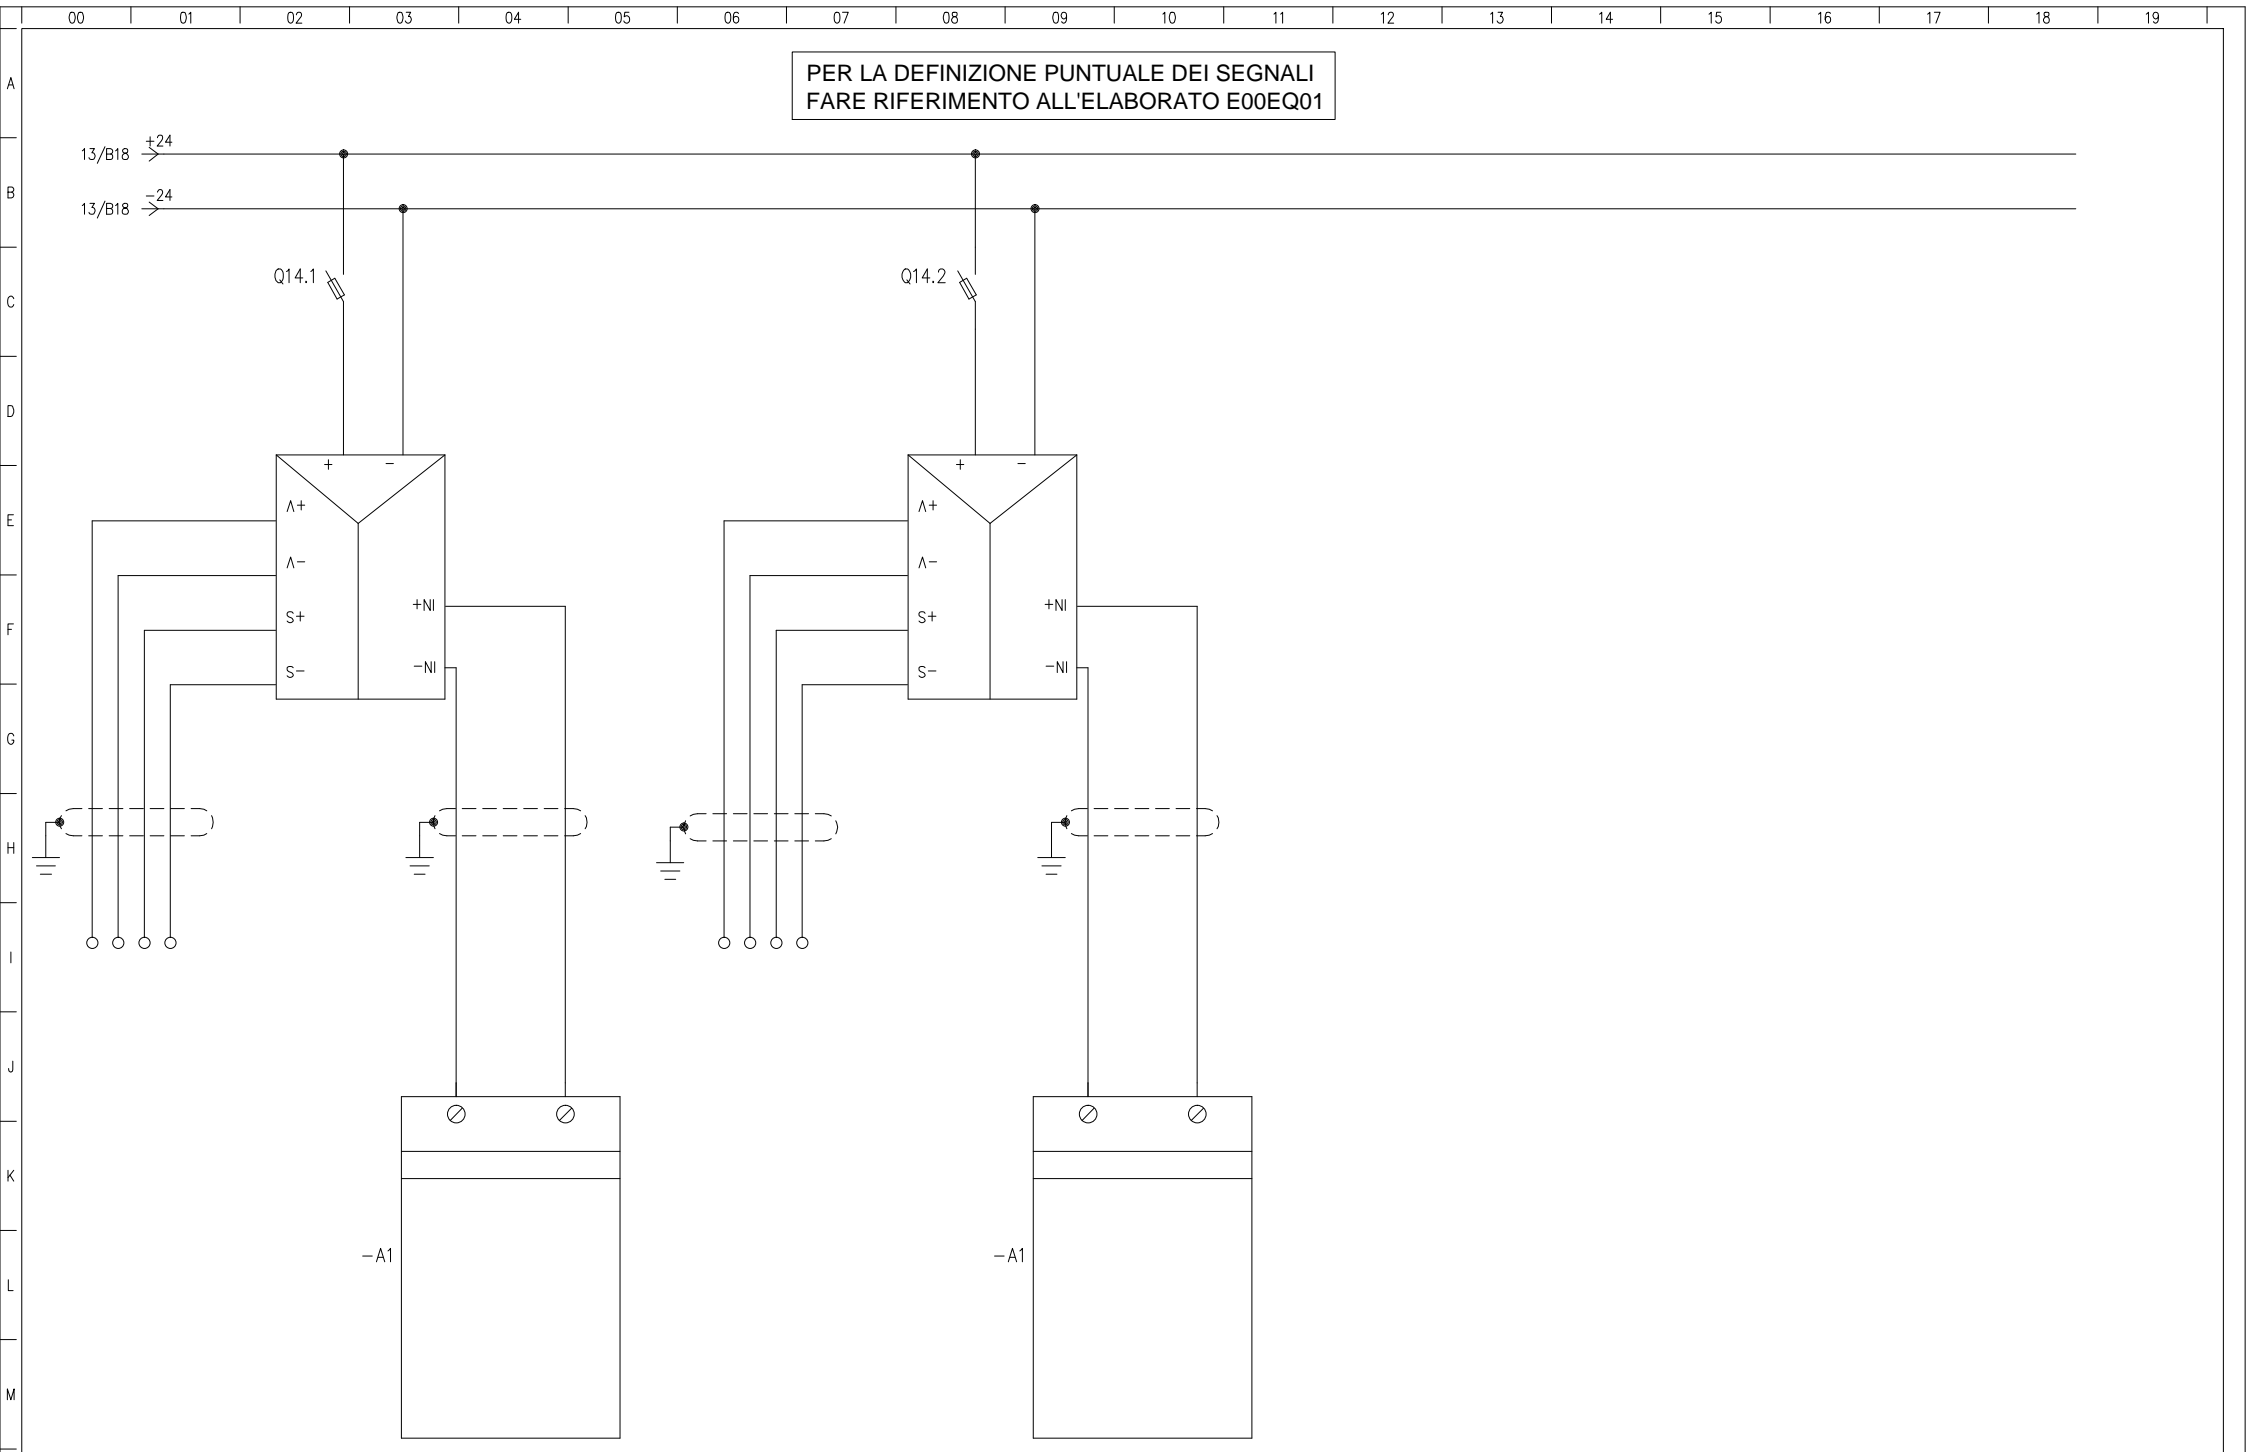 00 01 02 03 04 05 06 07 08 09 10 11 12 13 14 15 16 17 18 19
PER LA DEFINIZIONE PUNTUALE DEI SEGNALI
FARE RIFERIMENTO ALL'ELABORATO E00EQ01
A
+24
13/B18
B
-24
13/B18
Q14.1 Q14.2
C
D
+ - + -
Λ+ Λ+
E
Λ- Λ-
+NI +NI
S+ S+
F
-NI -NI
S- S-
G
H
I
J
K
-A1 -A1
L
M